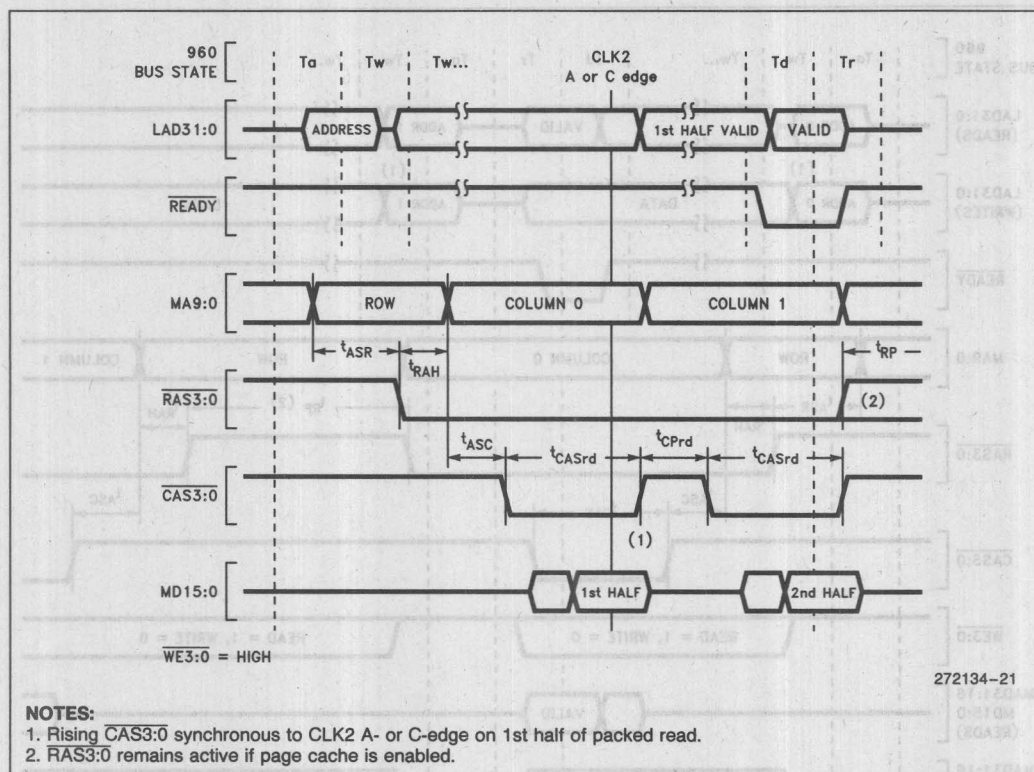 960
BUS STATE
Ta Tw Tw... CLK2
A or C edge Td Tr
LAD31:0 ADDRESS 1st HALF VALID VALID
READY
MA9:0 ROW COLUMN 0 COLUMN 1
tASR tRAH tRP
RAS3:0 (2)
tASC tCASrd tCPrd tCASrd
CAS3:0
(1)
MD15:0 1st HALF 2nd HALF
WE3:0 = HIGH
272134-21
NOTES:
1. Rising CAS3:0 synchronous to CLK2 A- or C-edge on 1st half of packed read.
2. RAS3:0 remains active if page cache is enabled.